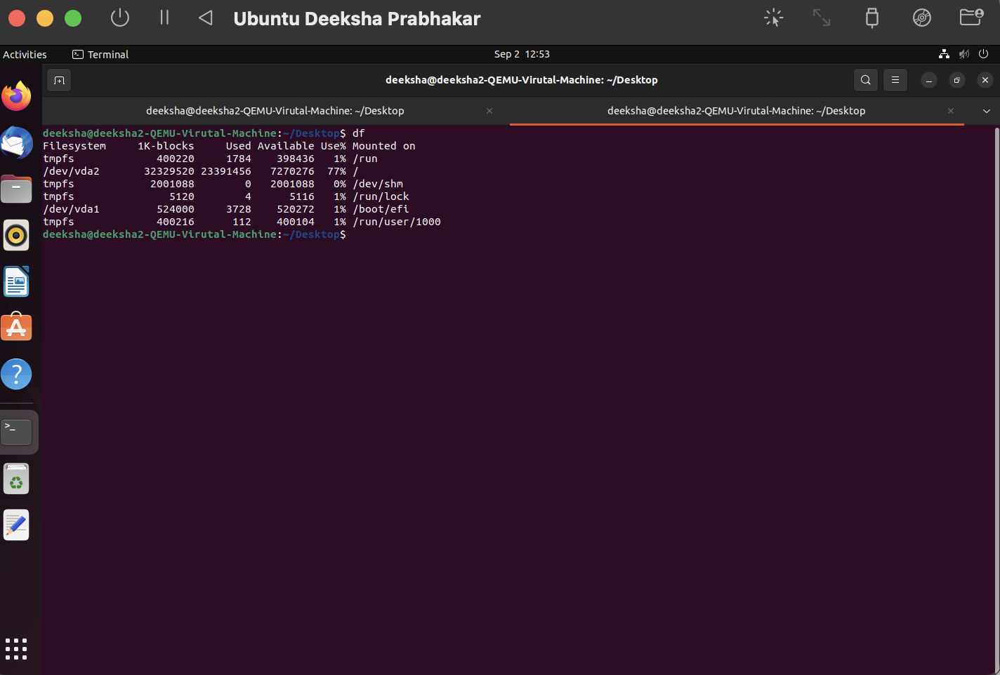 Ubuntu Deeksha Prabhakar
Activities Terminal Sep 2 12:53
deeksha@deeksha2-QEMU-Virutal-Machine: ~/Desktop
deeksha@deeksha2-QEMU-Virutal-Machine: ~/Desktop deeksha@deeksha2-QEMU-Virutal-Machine: ~/Desktop
deeksha@deeksha2-QEMU-Virutal-Machine:~/Desktop$ df
Filesystem     1K-blocks     Used Available Use% Mounted on
tmpfs             400220     1784    398436   1% /run
/dev/vda2       32329520 23391456   7270276  77% /
tmpfs            2001088        0   2001088   0% /dev/shm
tmpfs               5120        4      5116   1% /run/lock
/dev/vda1         524000     3728    520272   1% /boot/efi
tmpfs             400216      112    400104   1% /run/user/1000
deeksha@deeksha2-QEMU-Virutal-Machine:~/Desktop$